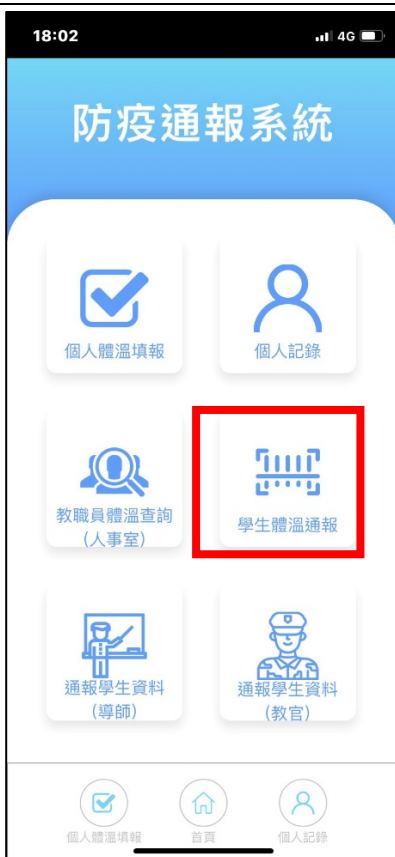 18:02
4G
防疫通報系統
個人體溫填報
個人記錄
教職員體溫查詢
(人事室)
學生體溫通報
通報學生資料
(導師)
通報學生資料
(教官)
個人體溫填報
首頁
個人記錄